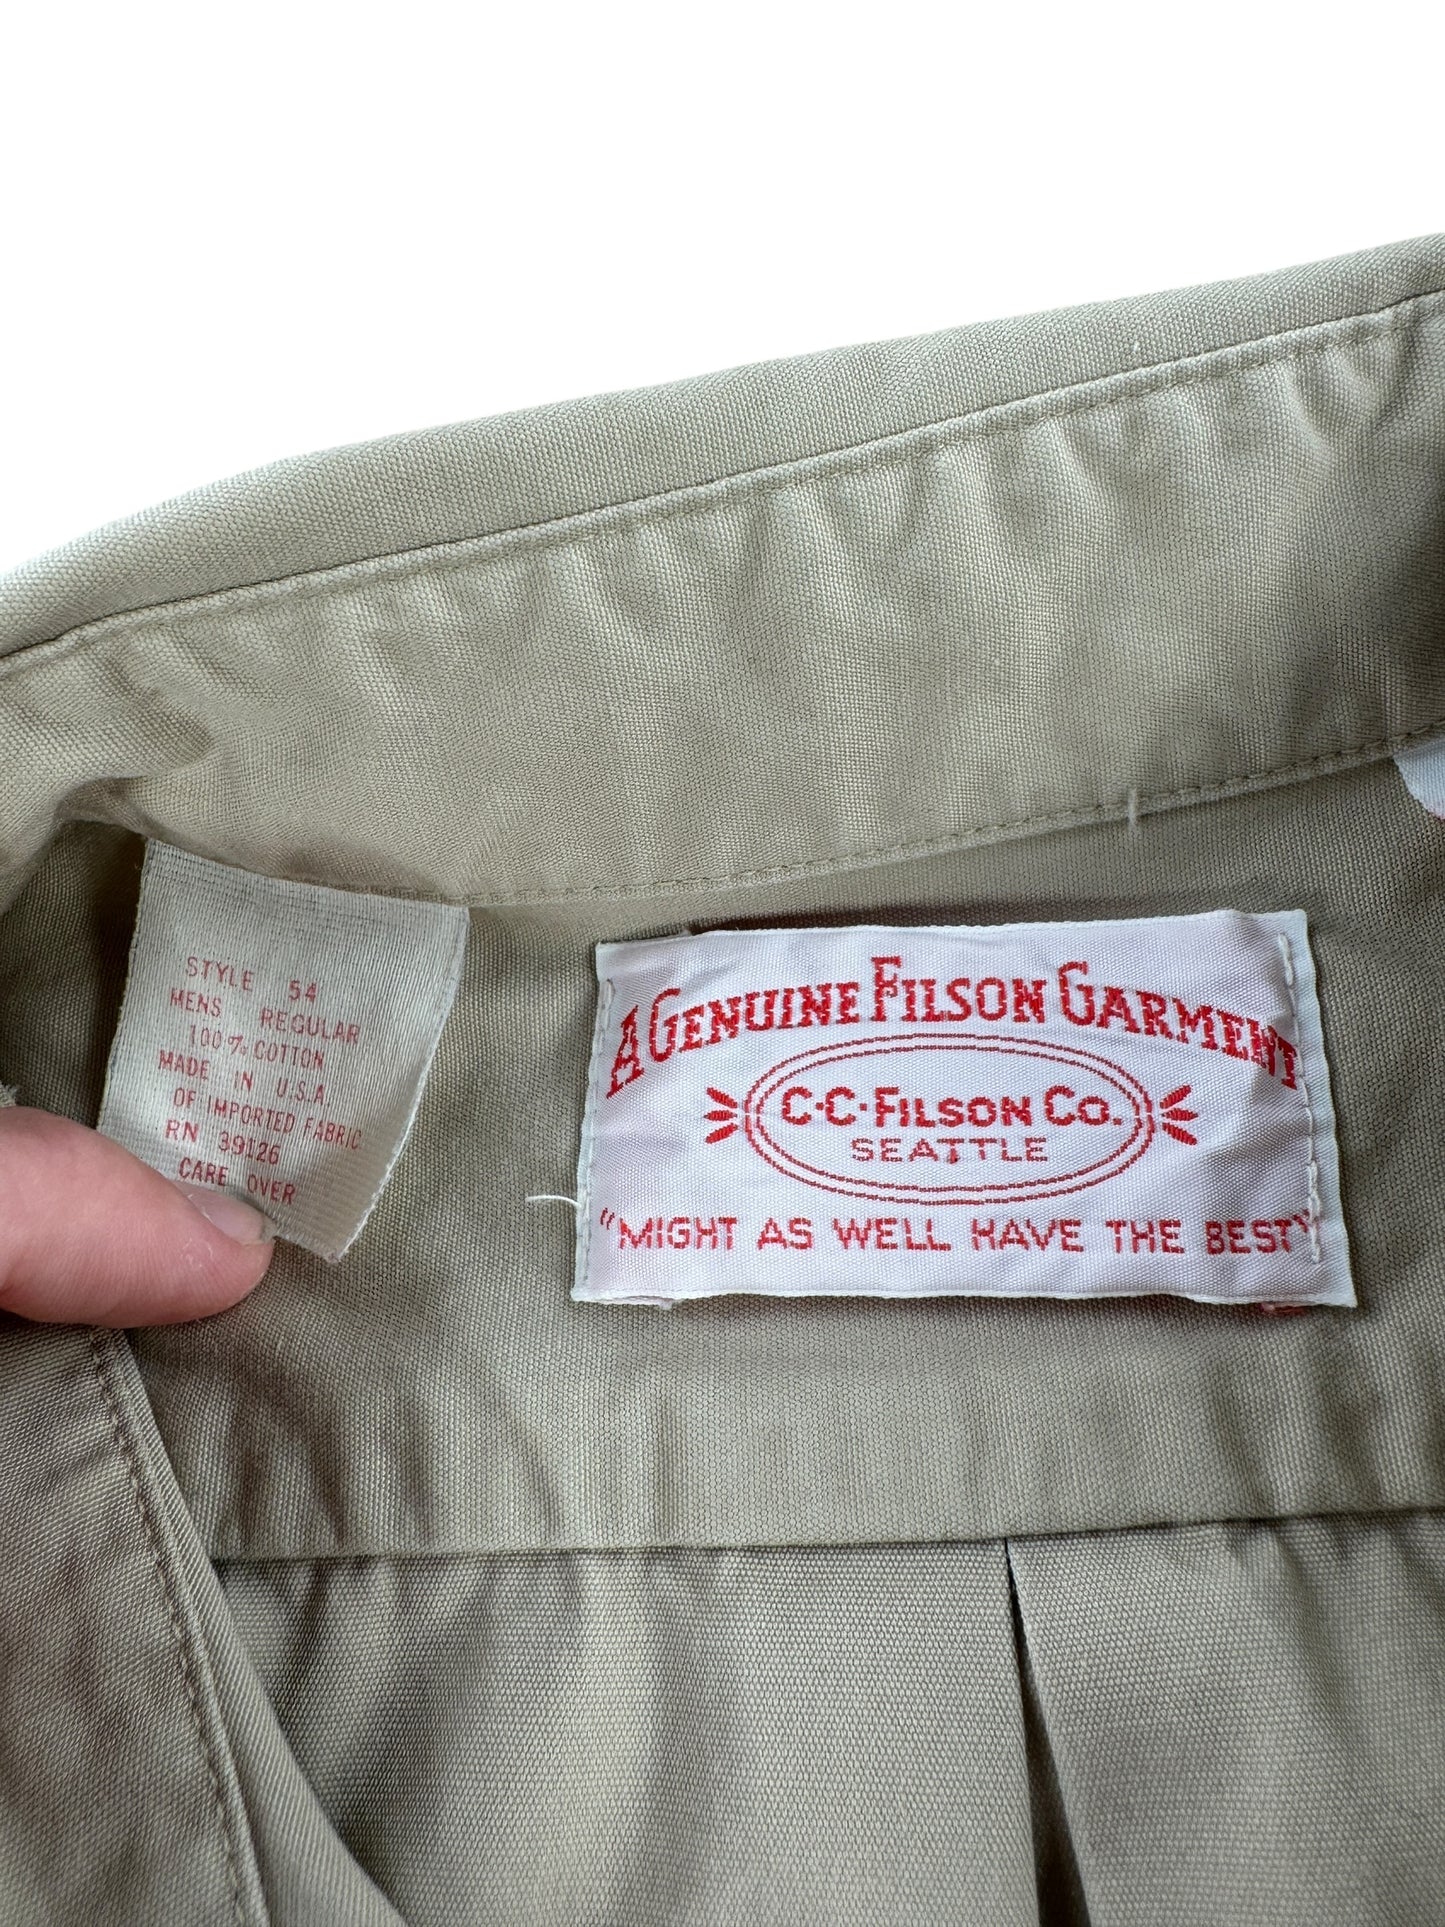 STYLE 54
MENS REGULAR
100% COTTON
MADE IN U.S.A
OF IMPORTED FABRIC
RN 39126
CARE OVER
A GENUINE FILSON GARMENT
C·C·FILSON CO.
SEATTLE
"MIGHT AS WELL HAVE THE BEST"